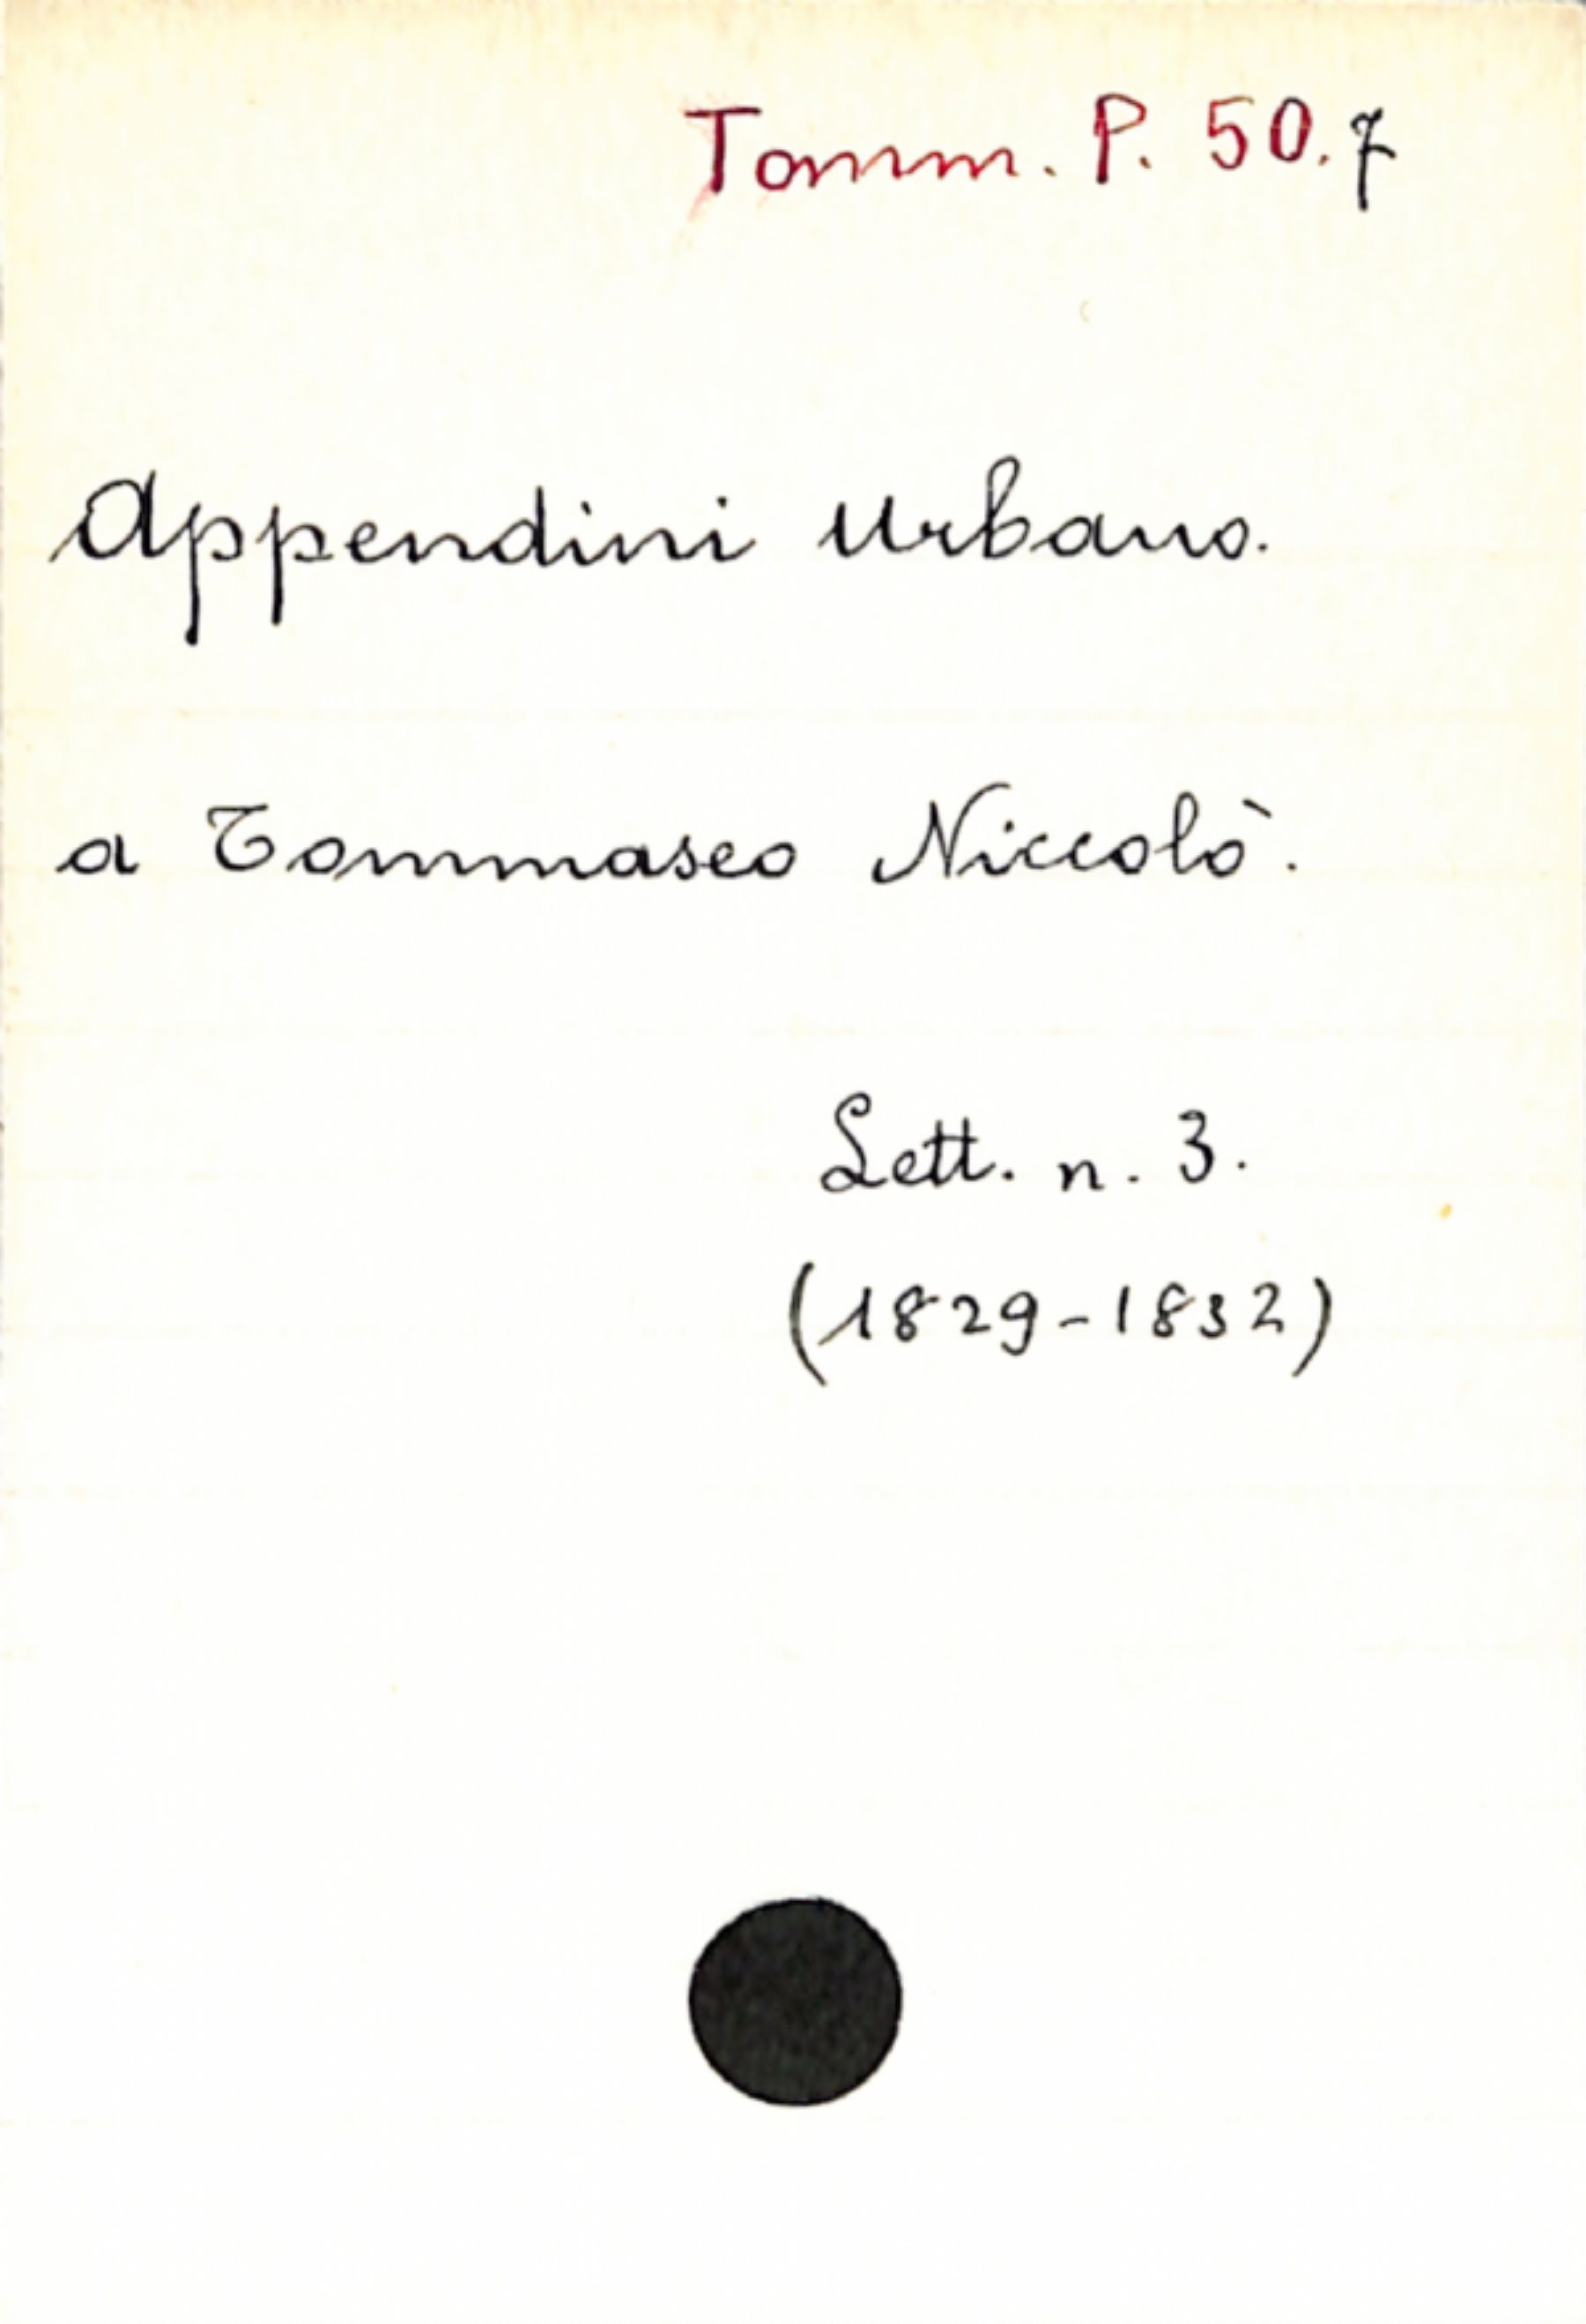 Tomm. P. 50.7
Appendini Urbano.
a Tommaseo Niccolò.
Lett. n. 3.
(1829-1832)